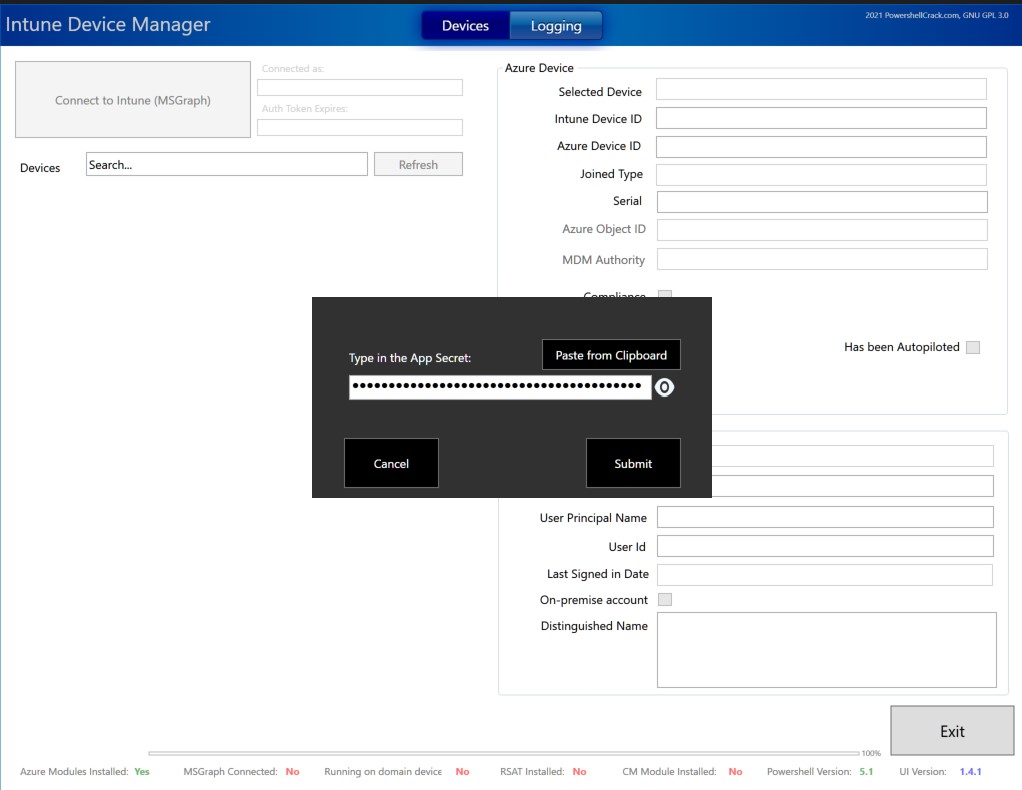 Intune Device Manager
Devices Logging
2021 PowershellCrack.com, GNU GPL 3.0
Connect to Intune (MSGraph)
Connected as:
Auth Token Expires:
Devices Search... Refresh
Azure Device
Selected Device
Intune Device ID
Azure Device ID
Joined Type
Serial
Azure Object ID
MDM Authority
Compliance
Has been Autopiloted
Type in the App Secret: Paste from Clipboard
••••••••••••••••••••••••••••••••••••••••
Cancel Submit
User Principal Name
User Id
Last Signed in Date
On-premise account
Distinguished Name
Exit
100%
Azure Modules Installed: Yes MSGraph Connected: No Running on domain device No RSAT Installed: No CM Module Installed: No Powershell Version: 5.1 UI Version: 1.4.1